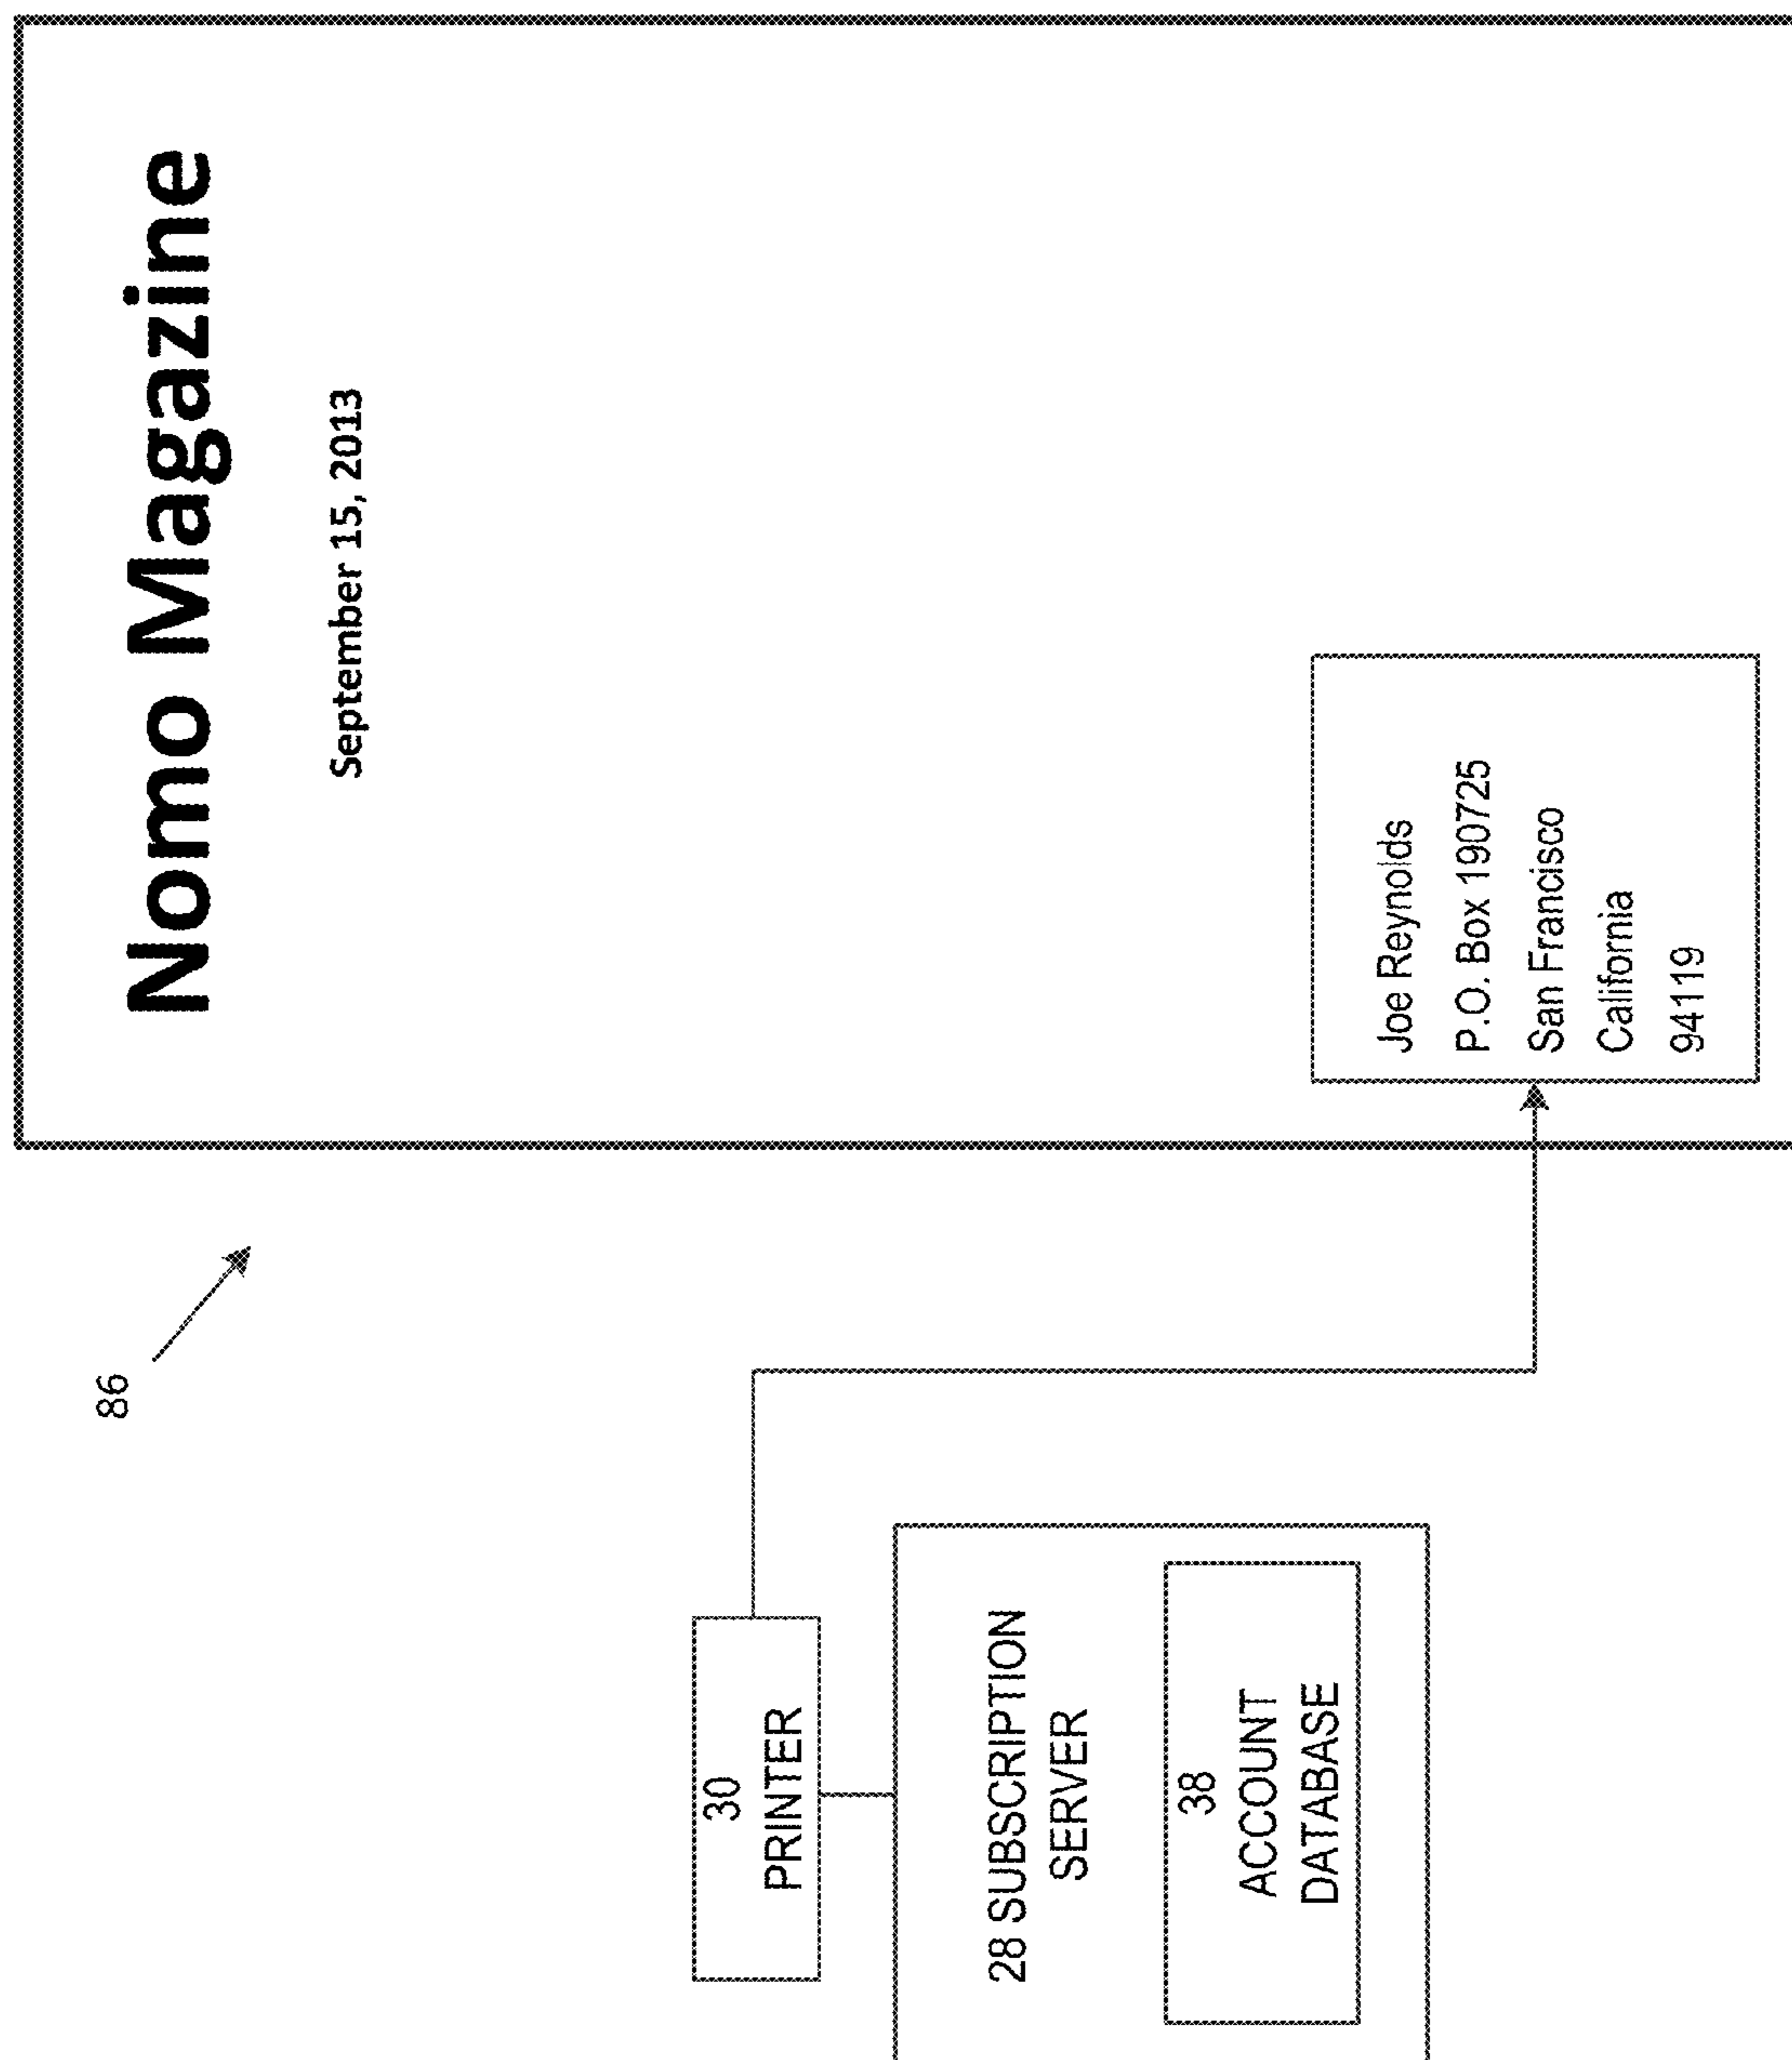 86
30
PRINTER
28 SUBSCRIPTION
SERVER
38
ACCOUNT
DATABASE
Nomo Magazine
September 15, 2013
Joe Reynolds
P.O. Box 190725
San Francisco
California
94119